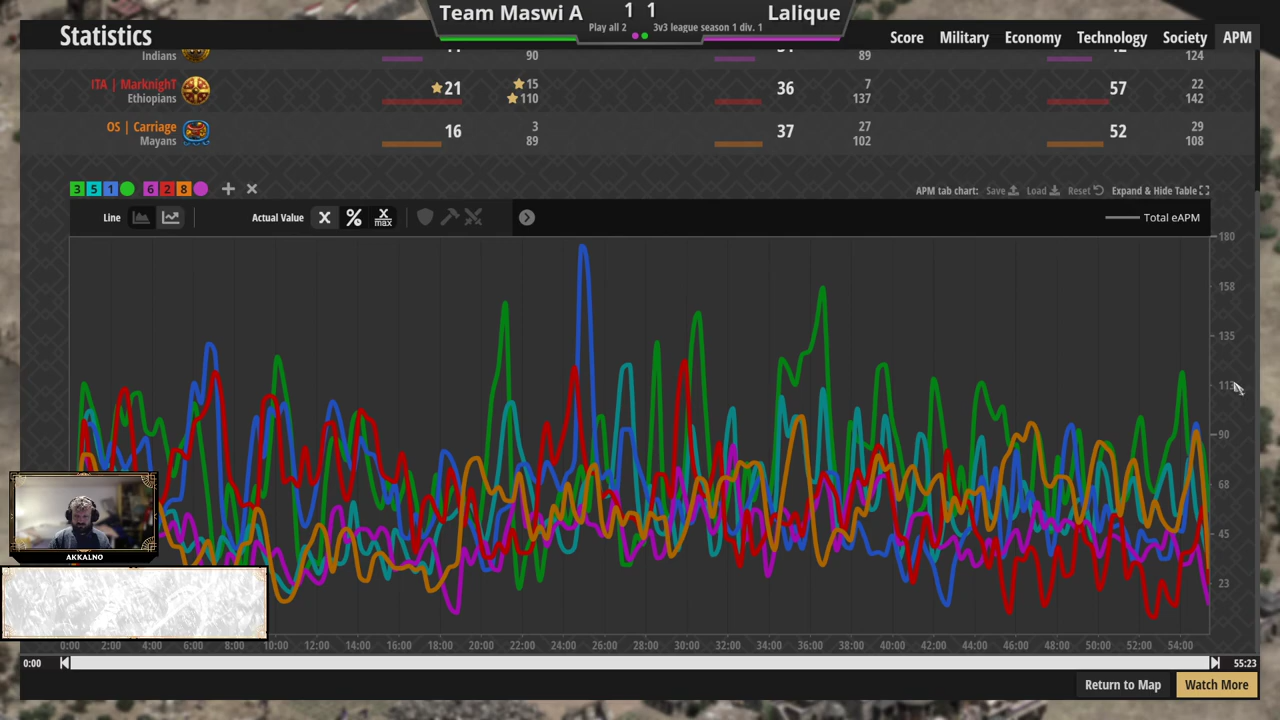 Team Maswi A 1 1 Lalique
Play all 2 3v3 league season 1 div. 1
Statistics
Score Military Economy Technology Society APM
Indians 90 89 124
ITA | MarknighT 21 15 36 7 57 22
Ethiopians 110 137 142
OS | Carriage 16 3 37 27 52 29
Mayans 89 102 108
3 5 1 6 2 8
APM tab chart: Save Load Reset Expand & Hide Table
Line Actual Value X % X max Total eAPM
180
158
135
113
90
68
45
23
AKKALNO
0:00 2:00 4:00 6:00 8:00 10:00 12:00 14:00 16:00 18:00 20:00 22:00 24:00 26:00 28:00 30:00 32:00 34:00 36:00 38:00 40:00 42:00 44:00 46:00 48:00 50:00 52:00 54:00
0:00 55:23
Return to Map Watch More